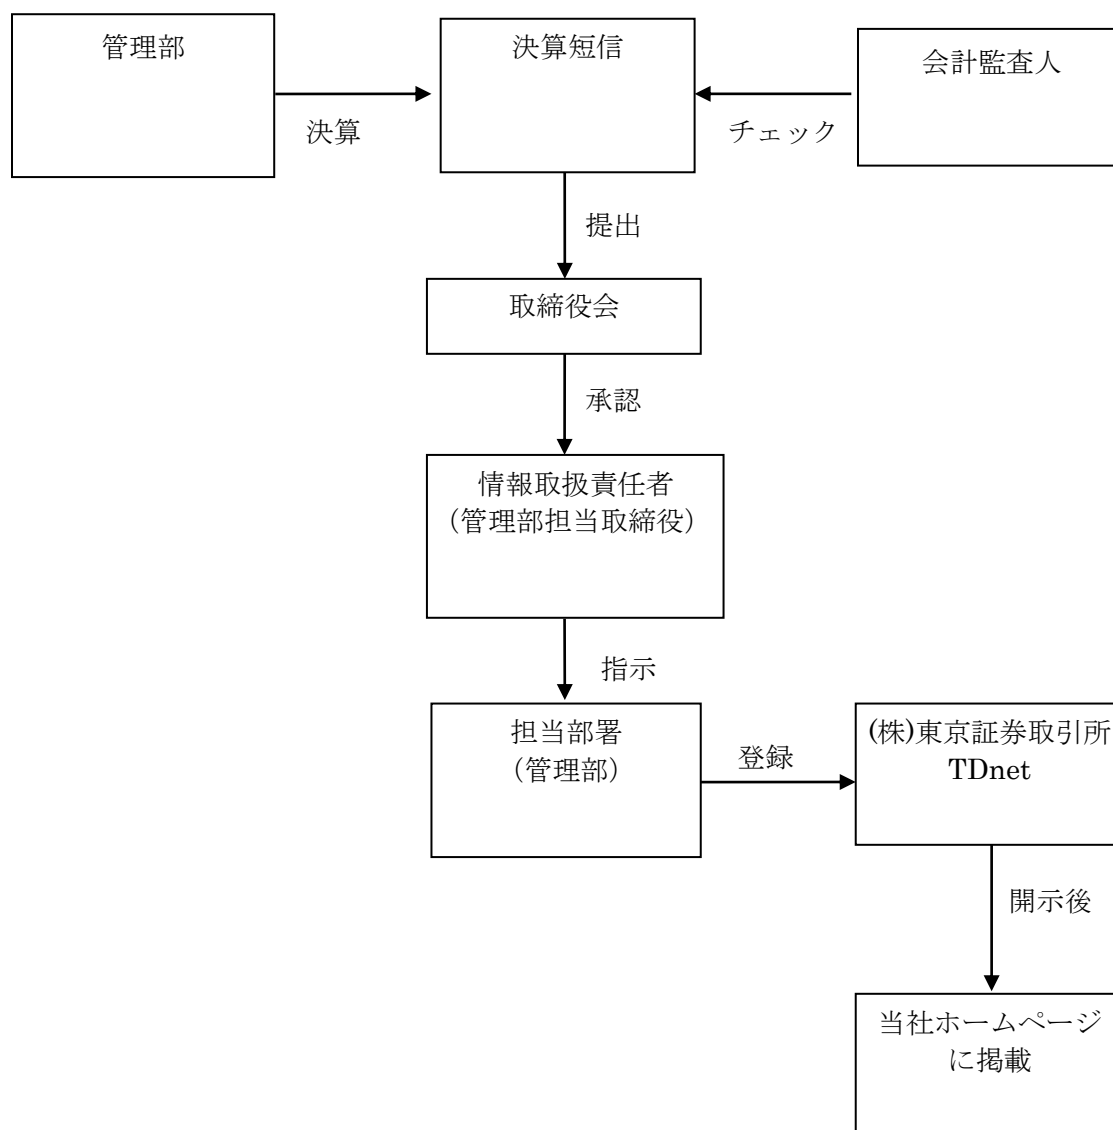 管理部
決算短信
会計監査人
決算
チェック
提出
取締役会
承認
情報取扱責任者
（管理部担当取締役）
指示
担当部署
（管理部）
登録
(株)東京証券取引所
TDnet
開示後
当社ホームページ
に掲載